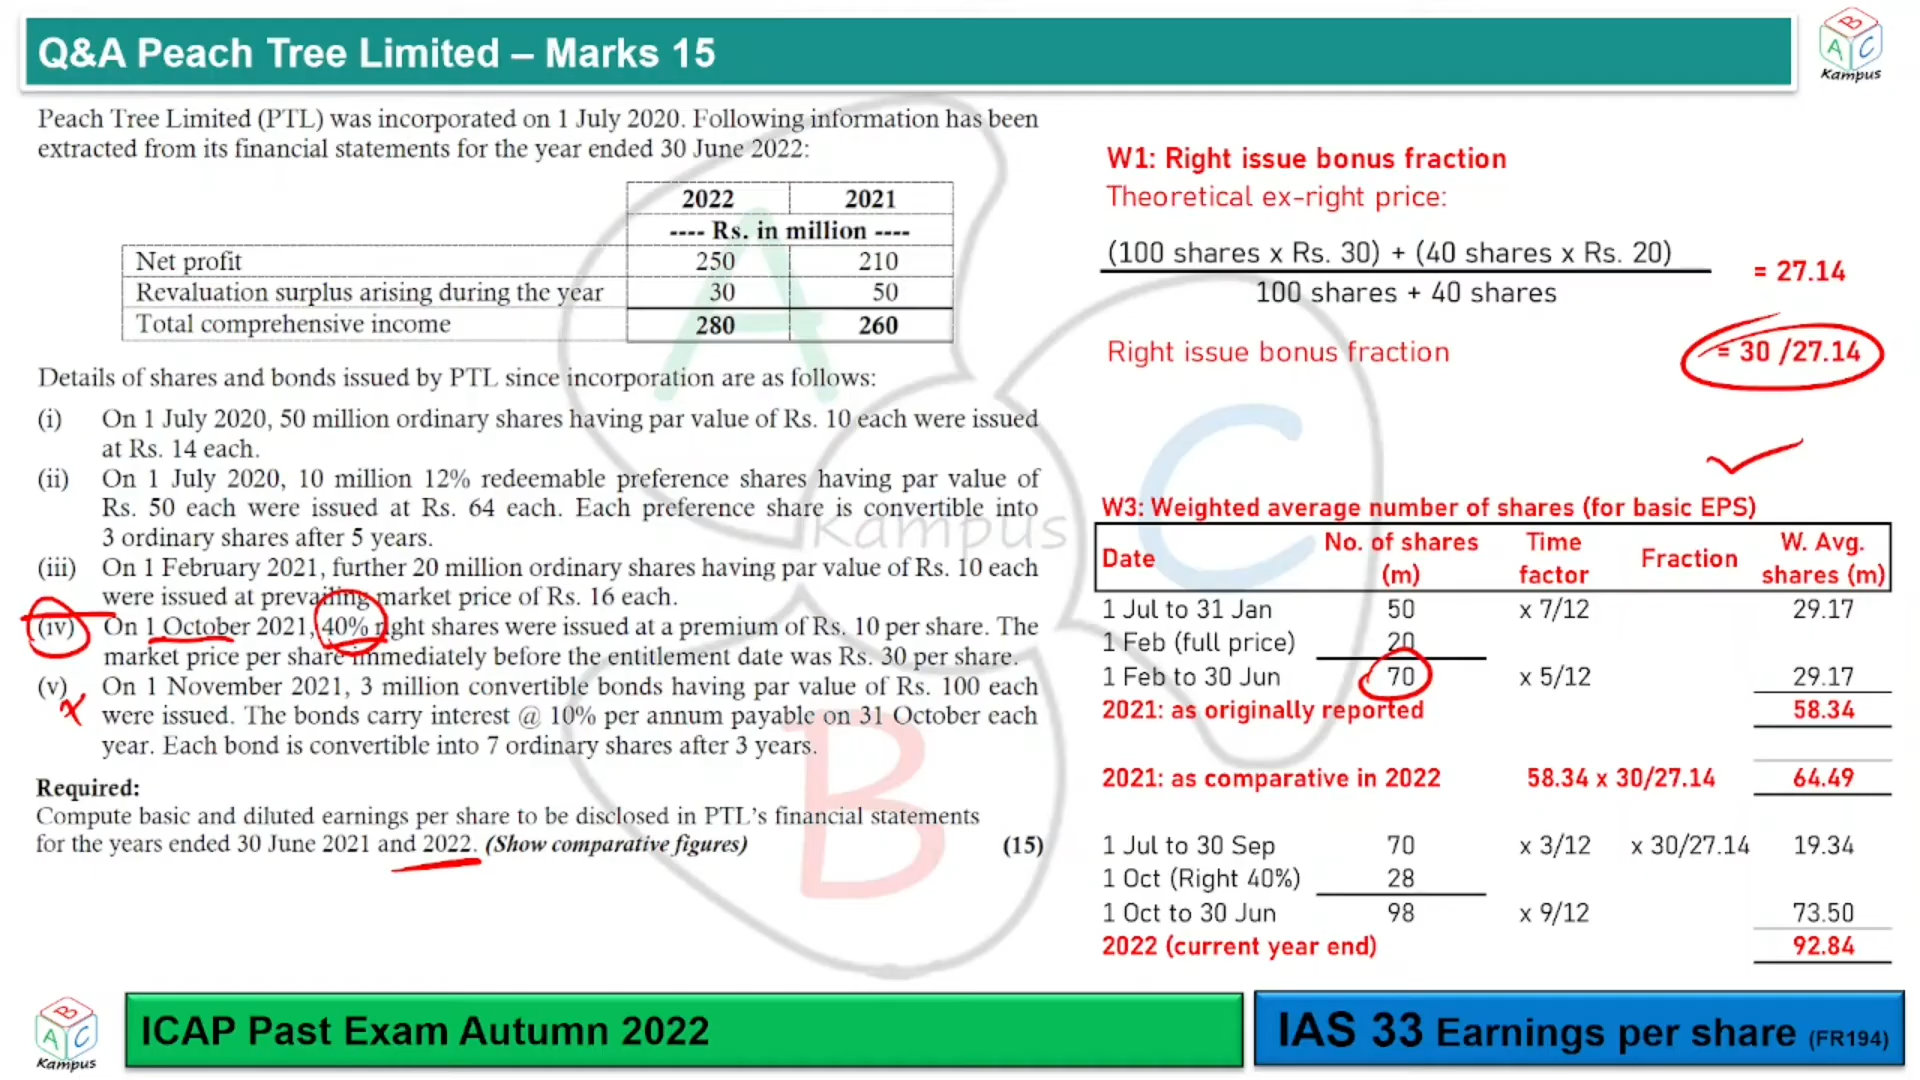 Q&A Peach Tree Limited – Marks 15
B
A C
Kampus
Peach Tree Limited (PTL) was incorporated on 1 July 2020. Following information has been
extracted from its financial statements for the year ended 30 June 2022:
2022 2021
---- Rs. in million ----
Net profit 250 210
Revaluation surplus arising during the year 30 50
Total comprehensive income 280 260
Details of shares and bonds issued by PTL since incorporation are as follows:
(i) On 1 July 2020, 50 million ordinary shares having par value of Rs. 10 each were issued
at Rs. 14 each.
(ii) On 1 July 2020, 10 million 12% redeemable preference shares having par value of
Rs. 50 each were issued at Rs. 64 each. Each preference share is convertible into
3 ordinary shares after 5 years.
(iii) On 1 February 2021, further 20 million ordinary shares having par value of Rs. 10 each
were issued at prevailing market price of Rs. 16 each.
(iv) On 1 October 2021, 40% right shares were issued at a premium of Rs. 10 per share. The
market price per share immediately before the entitlement date was Rs. 30 per share.
(v) On 1 November 2021, 3 million convertible bonds having par value of Rs. 100 each
were issued. The bonds carry interest @ 10% per annum payable on 31 October each
year. Each bond is convertible into 7 ordinary shares after 3 years.
Required:
Compute basic and diluted earnings per share to be disclosed in PTL's financial statements
for the years ended 30 June 2021 and 2022. (Show comparative figures) (15)
A
C
Kampus
B
W1: Right issue bonus fraction
Theoretical ex-right price:
(100 shares x Rs. 30) + (40 shares x Rs. 20)
100 shares + 40 shares
= 27.14
Right issue bonus fraction = 30 /27.14
W3: Weighted average number of shares (for basic EPS)
Date No. of shares (m) Time factor Fraction W. Avg. shares (m)
1 Jul to 31 Jan 50 x 7/12 29.17
1 Feb (full price) 20
1 Feb to 30 Jun 70 x 5/12 29.17
2021: as originally reported 58.34
2021: as comparative in 2022 58.34 x 30/27.14 64.49
1 Jul to 30 Sep 70 x 3/12 x 30/27.14 19.34
1 Oct (Right 40%) 28
1 Oct to 30 Jun 98 x 9/12 73.50
2022 (current year end) 92.84
B
A C
Kampus
ICAP Past Exam Autumn 2022
IAS 33 Earnings per share (FR194)